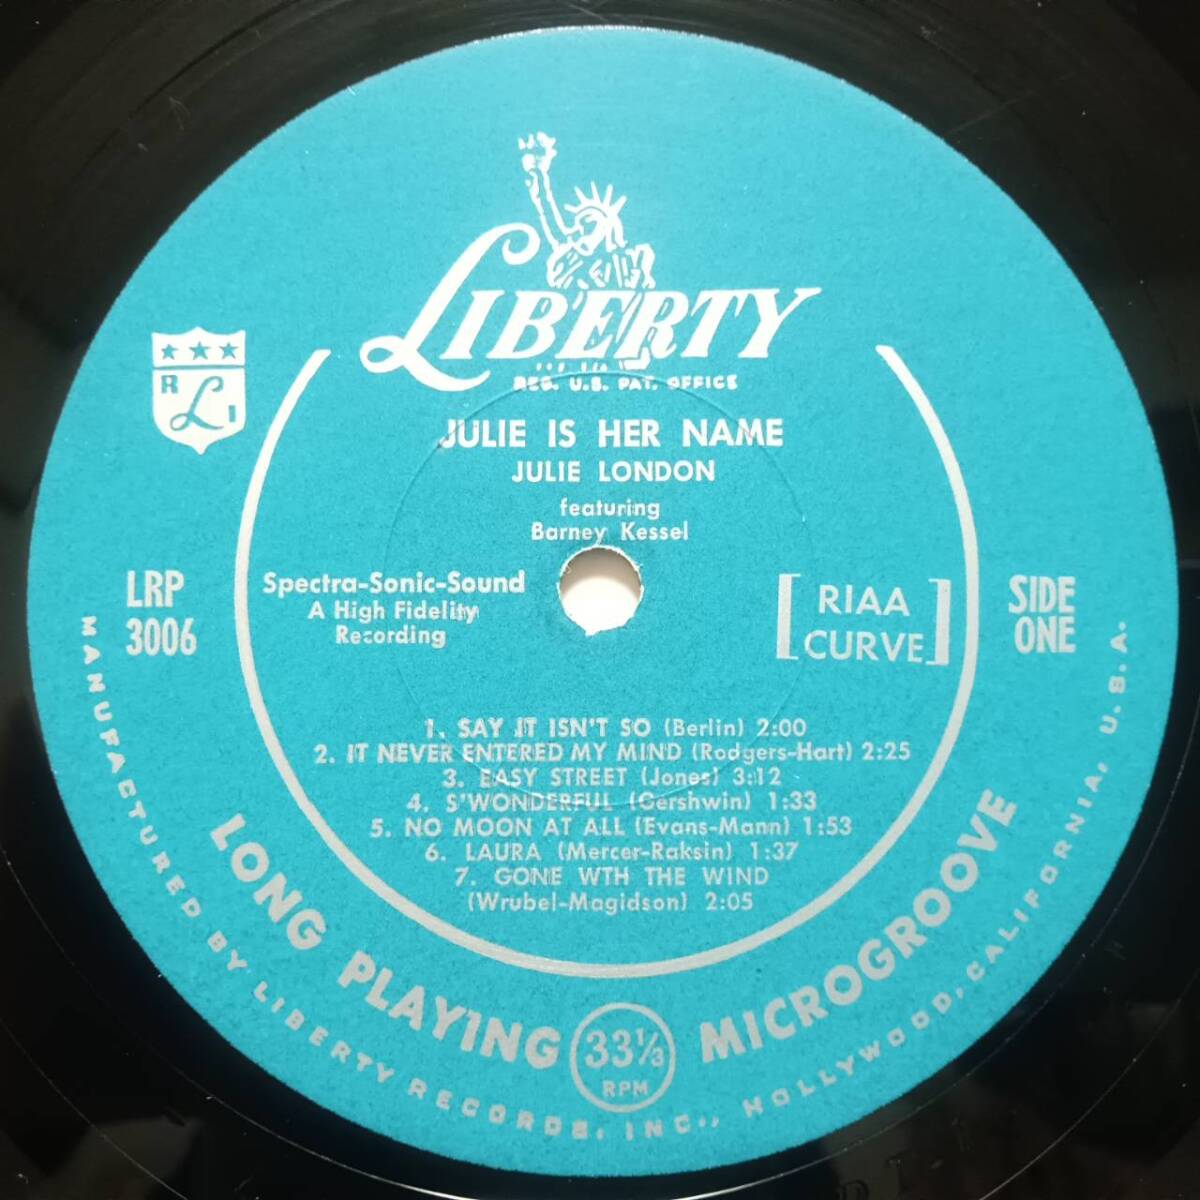 LIBERTY
REG. U.S. PAT. OFFICE
R L I
JULIE IS HER NAME
JULIE LONDON
featuring
Barney Kessel
LRP
3006
Spectra-Sonic-Sound
A High Fidelity
Recording
[RIAA
CURVE]
SIDE
ONE
1. SAY IT ISN'T SO (Berlin) 2:00
2. IT NEVER ENTERED MY MIND (Rodgers-Hart) 2:25
3. EASY STREET (Jones) 3:12
4. S'WONDERFUL (Gershwin) 1:33
5. NO MOON AT ALL (Evans-Mann) 1:53
6. LAURA (Mercer-Raksin) 1:37
7. GONE WTH THE WIND
(Wrubel-Magidson) 2:05
LONG PLAYING 33⅓ RPM MICROGROOVE
MANUFACTURED BY LIBERTY RECORDS, INC., HOLLYWOOD, CALIFORNIA, U. S. A.